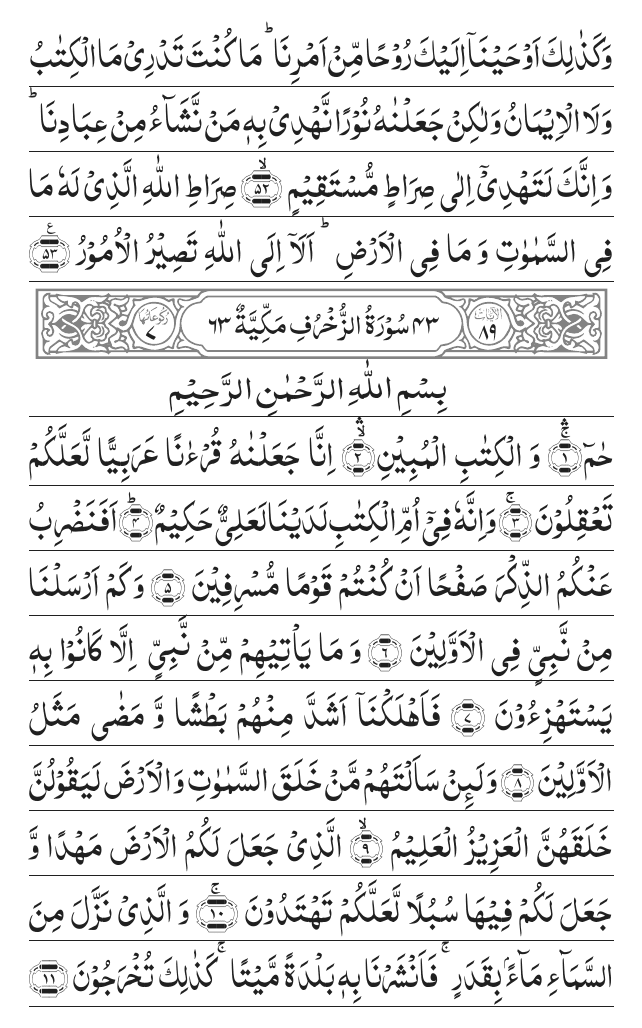 وَكَذٰلِكَ اَوْحَيْنَاۤ اِلَيْكَ رُوْحًا مِّنْ اَمْرِنَا ؕ مَا كُنْتَ تَدْرِىْ مَا الْكِتٰبُ
وَلَا الْاِيْمَانُ وَلٰكِنْ جَعَلْنٰهُ نُوْرًا نَّهْدِىْ بِهٖ مَنْ نَّشَآءُ مِنْ عِبَادِنَا ؕ
وَاِنَّكَ لَتَهْدِىْۤ اِلٰى صِرَاطٍ مُّسْتَقِيْمٍ ۙ‏﴿۵۲﴾ صِرَاطِ اللّٰهِ الَّذِىْ لَهٗ مَا
فِى السَّمٰوٰتِ وَ مَا فِى الْاَرْضِ ؕ اَلَاۤ اِلَى اللّٰهِ تَصِيْرُ الْاُمُوْرُ ﴿۵۳﴾ ع
الآیات ۸۹ ۴۳ سُوْرَةُ الزُّخْرُفِ مَكِّيَّةٌ ۶۳ رکوعاتها ۷
بِسْمِ اللّٰهِ الرَّحْمٰنِ الرَّحِيْمِ
حٰمٓ ۚۛ‏﴿۱﴾ وَ الْكِتٰبِ الْمُبِيْنِ ۙۛ‏﴿۲﴾ اِنَّا جَعَلْنٰهُ قُرْءٰنًا عَرَبِيًّا لَّعَلَّكُمْ
تَعْقِلُوْنَ ۚ‏﴿۳﴾ وَاِنَّهٗ فِىْۤ اُمِّ الْكِتٰبِ لَدَيْنَا لَعَلِىٌّ حَكِيْمٌ ؕ‏﴿۴﴾ اَفَنَضْرِبُ
عَنْكُمُ الذِّكْرَ صَفْحًا اَنْ كُنْتُمْ قَوْمًا مُّسْرِفِيْنَ ﴿۵﴾ وَكَمْ اَرْسَلْنَا
مِنْ نَّبِىٍّ فِى الْاَوَّلِيْنَ ﴿۶﴾ وَ مَا يَاْتِيْهِمْ مِّنْ نَّبِىٍّ اِلَّا كَانُوْا بِهٖ
يَسْتَهْزِءُوْنَ ﴿۷﴾ فَاَهْلَكْنَاۤ اَشَدَّ مِنْهُمْ بَطْشًا وَّ مَضٰى مَثَلُ
الْاَوَّلِيْنَ ﴿۸﴾ وَلَئِنْ سَاَلْتَهُمْ مَّنْ خَلَقَ السَّمٰوٰتِ وَالْاَرْضَ لَيَقُوْلُنَّ
خَلَقَهُنَّ الْعَزِيْزُ الْعَلِيْمُ ۙ‏﴿۹﴾ الَّذِىْ جَعَلَ لَكُمُ الْاَرْضَ مَهْدًا وَّ
جَعَلَ لَكُمْ فِيْهَا سُبُلًا لَّعَلَّكُمْ تَهْتَدُوْنَ ۚ‏﴿۱۰﴾ وَ الَّذِىْ نَزَّلَ مِنَ
السَّمَآءِ مَآءًۢ بِقَدَرٍ ۚ فَاَنْشَرْنَا بِهٖ بَلْدَةً مَّيْتًا ۚ كَذٰلِكَ تُخْرَجُوْنَ ﴿۱۱﴾